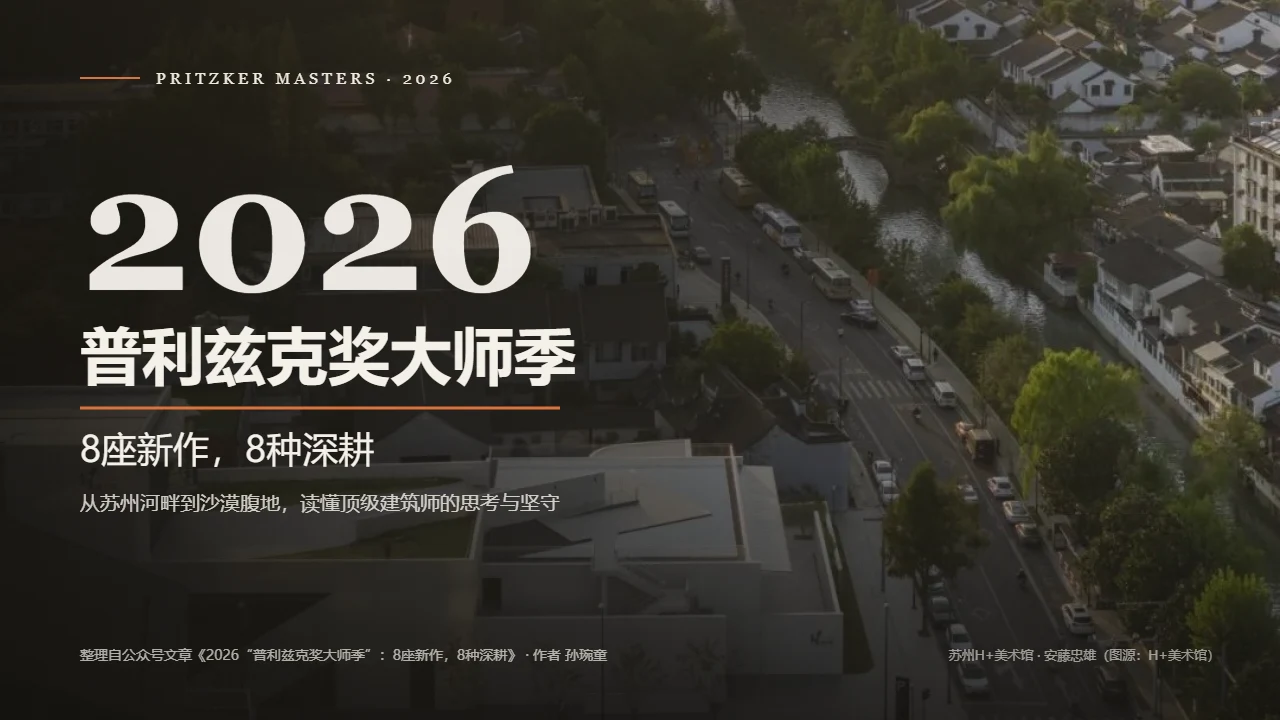 PRITZKER MASTERS · 2026
2026
普利兹克奖大师季
8座新作，8种深耕
从苏州河畔到沙漠腹地，读懂顶级建筑师的思考与坚守
整理自公众号文章《2026“普利兹克奖大师季”：8座新作，8种深耕》 · 作者 孙琬童
苏州H+美术馆 · 安藤忠雄（图源：H+美术馆）